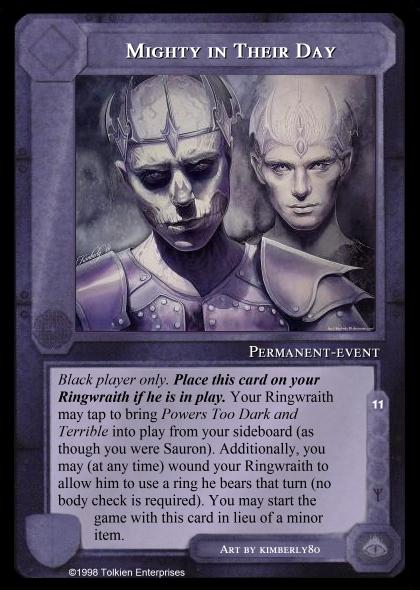 Mighty in Their Day
Permanent-event
Black player only. Place this card on your
Ringwraith if he is in play. Your Ringwraith
may tap to bring Powers Too Dark and
Terrible into play from your sideboard (as
though you were Sauron). Additionally, you
may (at any time) wound your Ringwraith to
allow him to use a ring he bears that turn (no
body check is required). You may start the
game with this card in lieu of a minor
item.
11
Art by kimberly80
©1998 Tolkien Enterprises